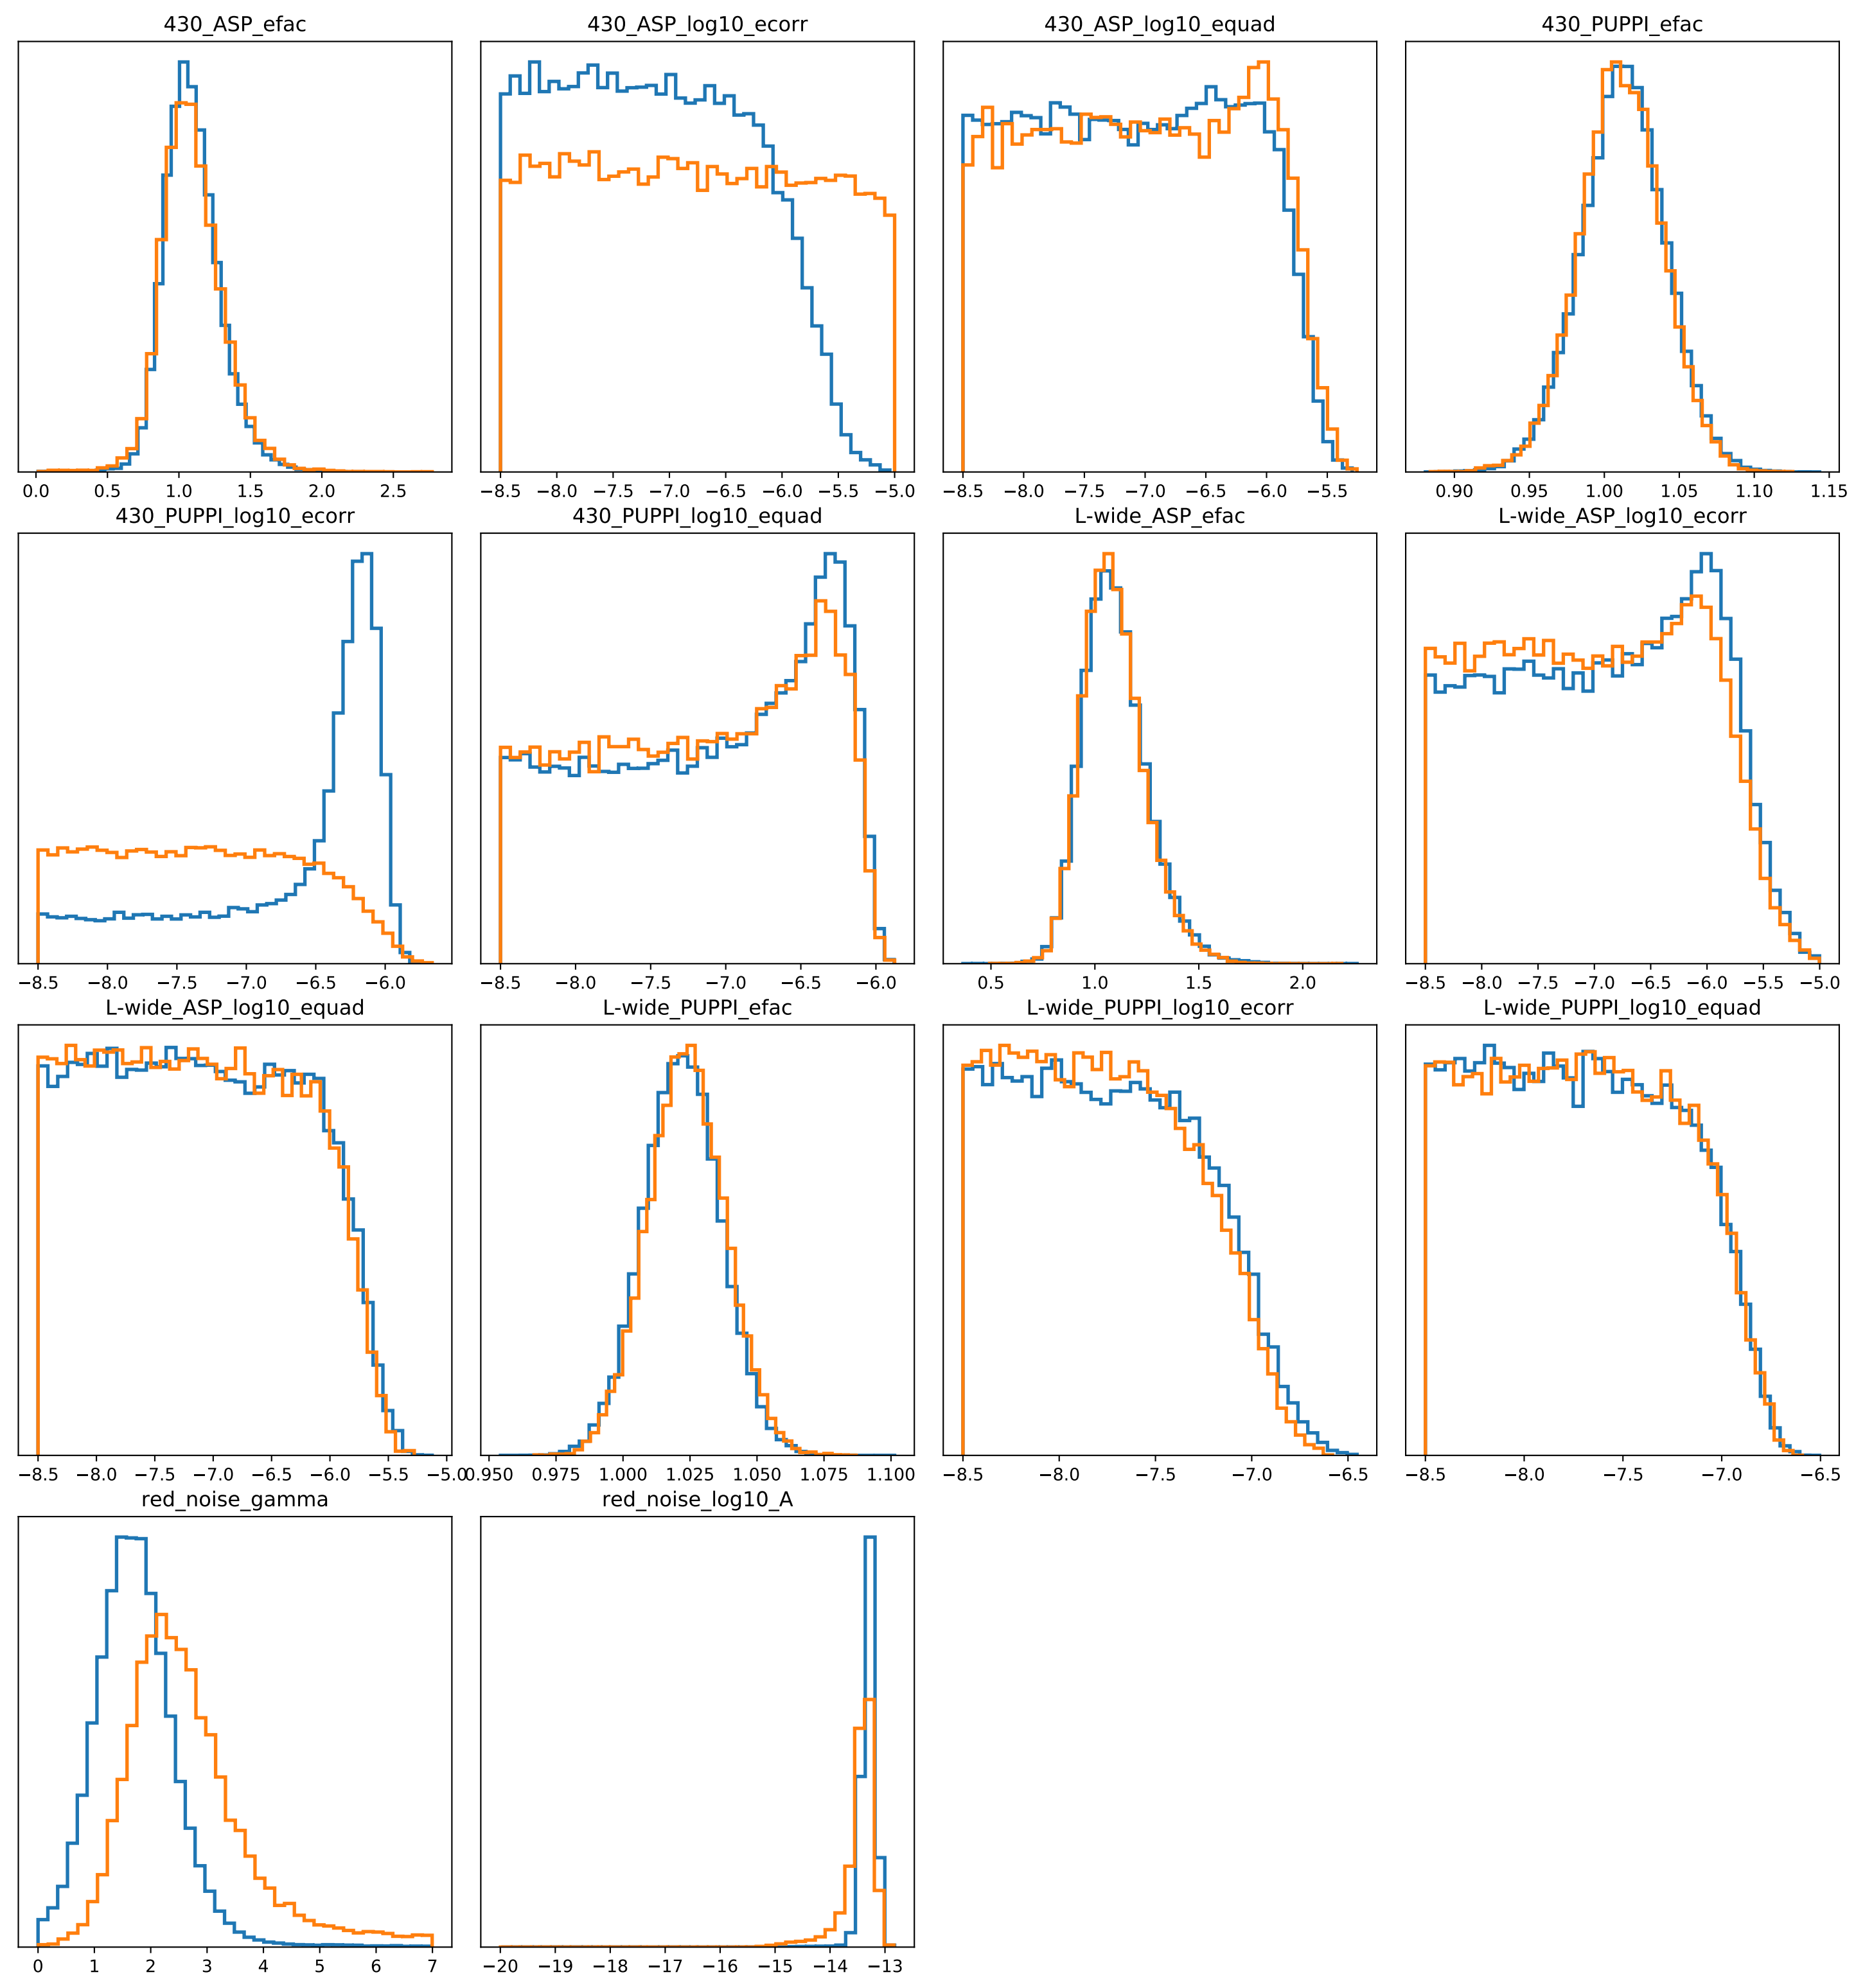 430_ASP_efac 430_ASP_log10_ecorr 430_ASP_log10_equad 430_PUPPI_efac
0.0 0.5 1.0 1.5 2.0 2.5 −8.5 −8.0 −7.5 −7.0 −6.5 −6.0 −5.5 −5.0 −8.5 −8.0 −7.5 −7.0 −6.5 −6.0 −5.5 0.90 0.95 1.00 1.05 1.10 1.15
430_PUPPI_log10_ecorr 430_PUPPI_log10_equad L-wide_ASP_efac L-wide_ASP_log10_ecorr
−8.5 −8.0 −7.5 −7.0 −6.5 −6.0 −8.5 −8.0 −7.5 −7.0 −6.5 −6.0 0.5 1.0 1.5 2.0 −8.5 −8.0 −7.5 −7.0 −6.5 −6.0 −5.5 −5.0
L-wide_ASP_log10_equad L-wide_PUPPI_efac L-wide_PUPPI_log10_ecorr L-wide_PUPPI_log10_equad
−8.5 −8.0 −7.5 −7.0 −6.5 −6.0 −5.5 −5.0 0.950 0.975 1.000 1.025 1.050 1.075 1.100 −8.5 −8.0 −7.5 −7.0 −6.5 −8.5 −8.0 −7.5 −7.0 −6.5
red_noise_gamma red_noise_log10_A
0 1 2 3 4 5 6 7 −20 −19 −18 −17 −16 −15 −14 −13